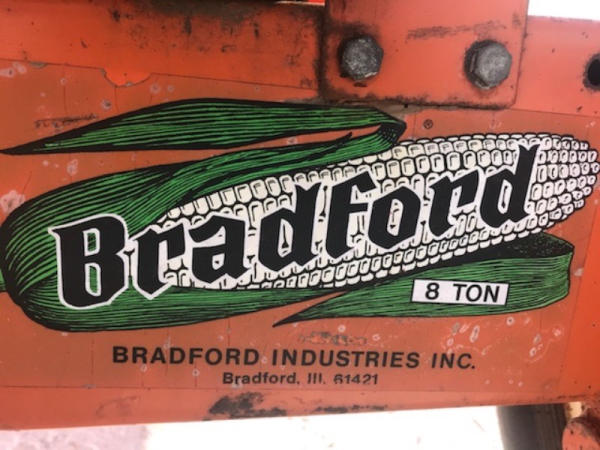 ®
Bradford
8 TON
BRADFORD INDUSTRIES INC.
Bradford, Ill. 61421